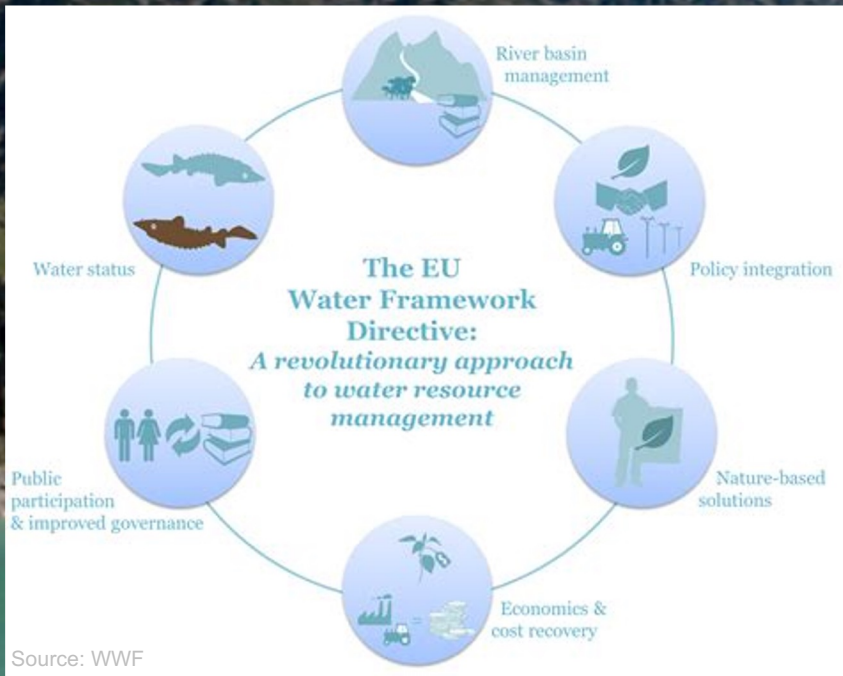 River basin
management
Policy integration
Nature-based
solutions
Economics &
cost recovery
Public
participation
& improved governance
Water status
The EU
Water Framework
Directive:
A revolutionary approach
to water resource
management
=
Source: WWF